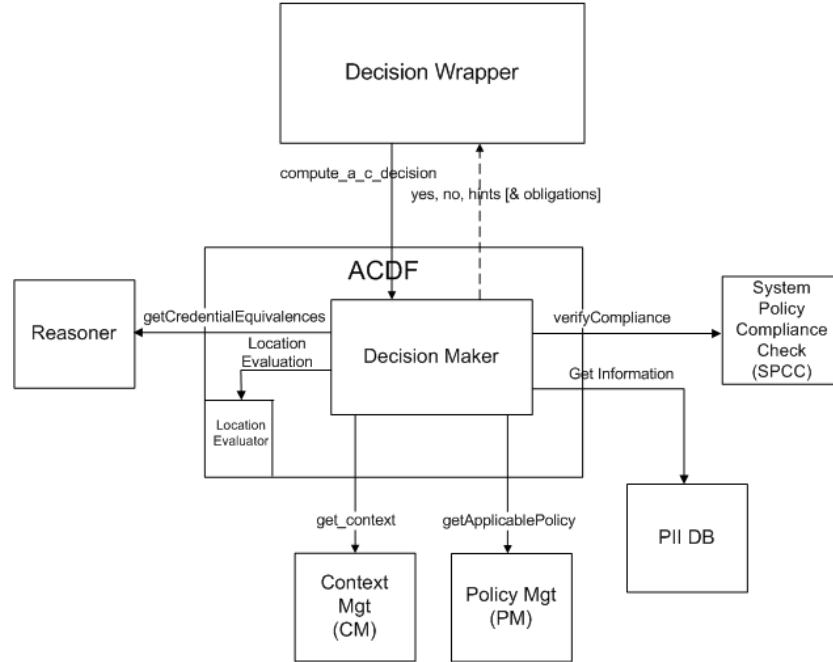 Decision Wrapper
compute_a_c_decision
yes, no, hints [& obligations]
ACDF
Reasoner
getCredentialEquivalences
Location
Evaluation
Decision Maker
verifyCompliance
Get Information
System
Policy
Compliance
Check
(SPCC)
Location
Evaluator
get_context
getApplicablePolicy
PII DB
Context
Mgt
(CM)
Policy Mgt
(PM)